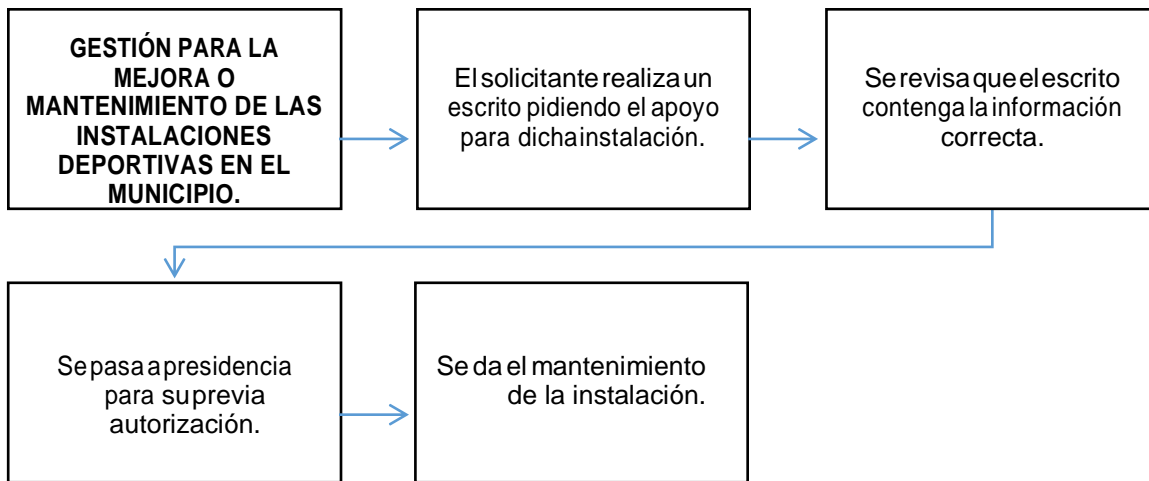 GESTIÓN PARA LA
MEJORA O
MANTENIMIENTO DE LAS
INSTALACIONES
DEPORTIVAS EN EL
MUNICIPIO.
El solicitante realiza un
escrito pidiendo el apoyo
para dicha instalación.
Se revisa que el escrito
contenga la información
correcta.
Se pasa a presidencia
para su previa
autorización.
Se da el mantenimiento
de la instalación.